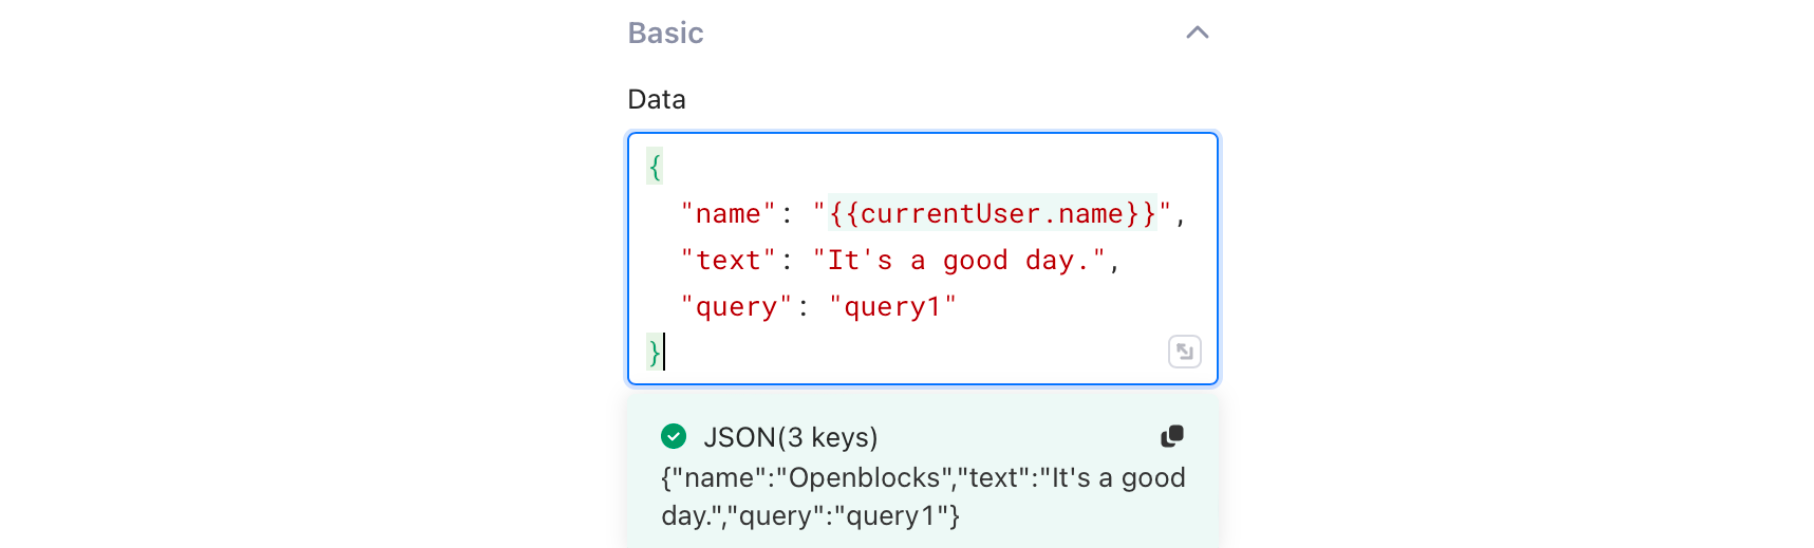 Basic
Data
{
"name": "{{currentUser.name}}",
"text": "It's a good day.",
"query": "query1"
}
JSON(3 keys)
{"name":"Openblocks","text":"It's a good
day.","query":"query1"}